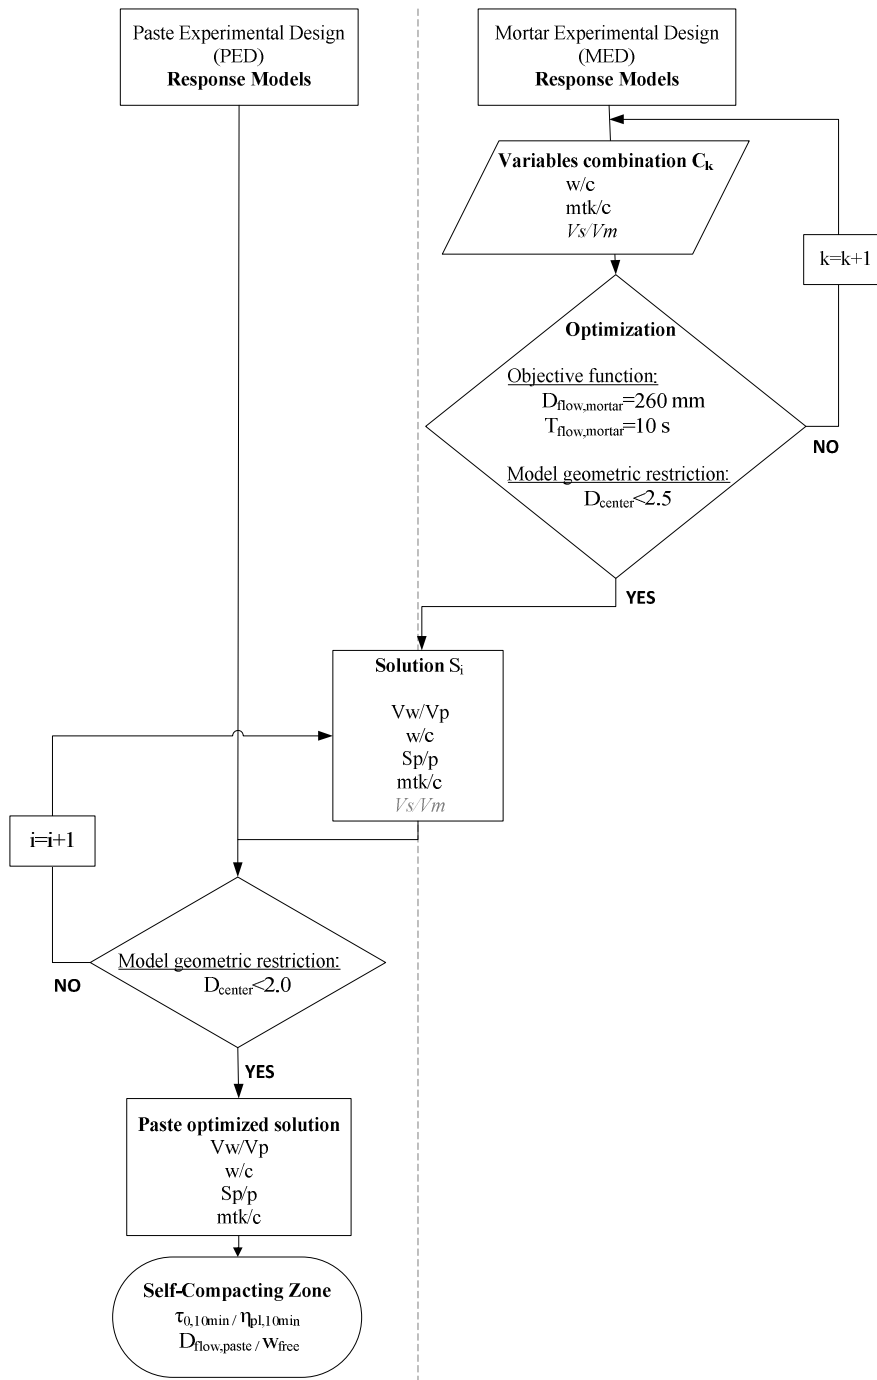 Paste Experimental Design
(PED)
Response Models
Mortar Experimental Design
(MED)
Response Models
Variables combination Ck
w/c
mtk/c
Vs/Vm
k=k+1
Optimization
Objective function:
Dflow,mortar=260 mm
Tflow,mortar=10 s
NO
Model geometric restriction:
Dcenter<2.5
YES
Solution Si
Vw/Vp
w/c
Sp/p
mtk/c
Vs/Vm
i=i+1
Model geometric restriction:
Dcenter<2.0
NO
YES
Paste optimized solution
Vw/Vp
w/c
Sp/p
mtk/c
Self-Compacting Zone
τ0,10min / ηpl,10min
Dflow,paste / wfree